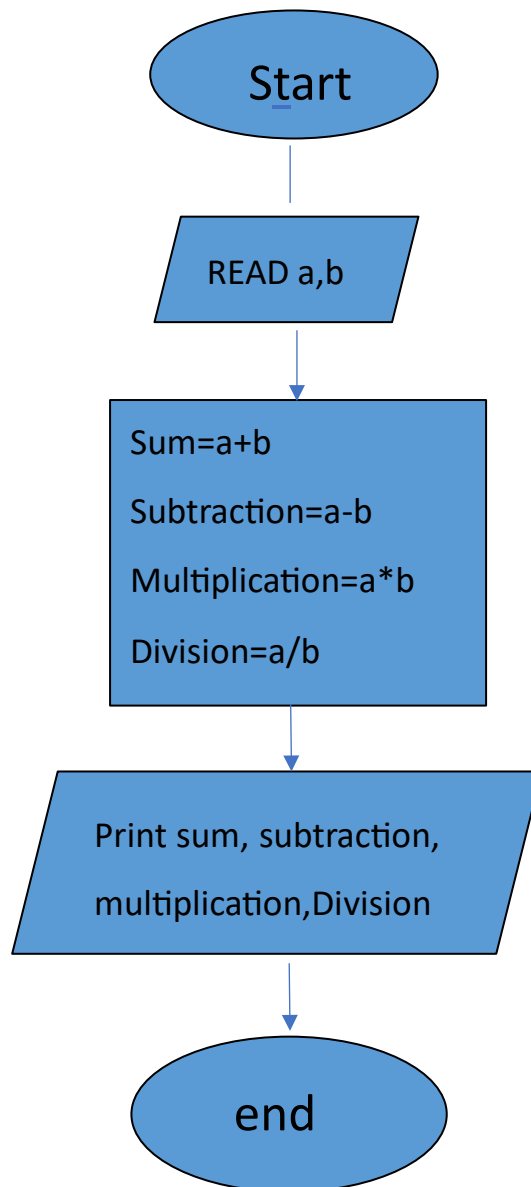 Start
READ a,b
Sum=a+b
Subtraction=a-b
Multiplication=a*b
Division=a/b
Print sum, subtraction,
multiplication,Division
end